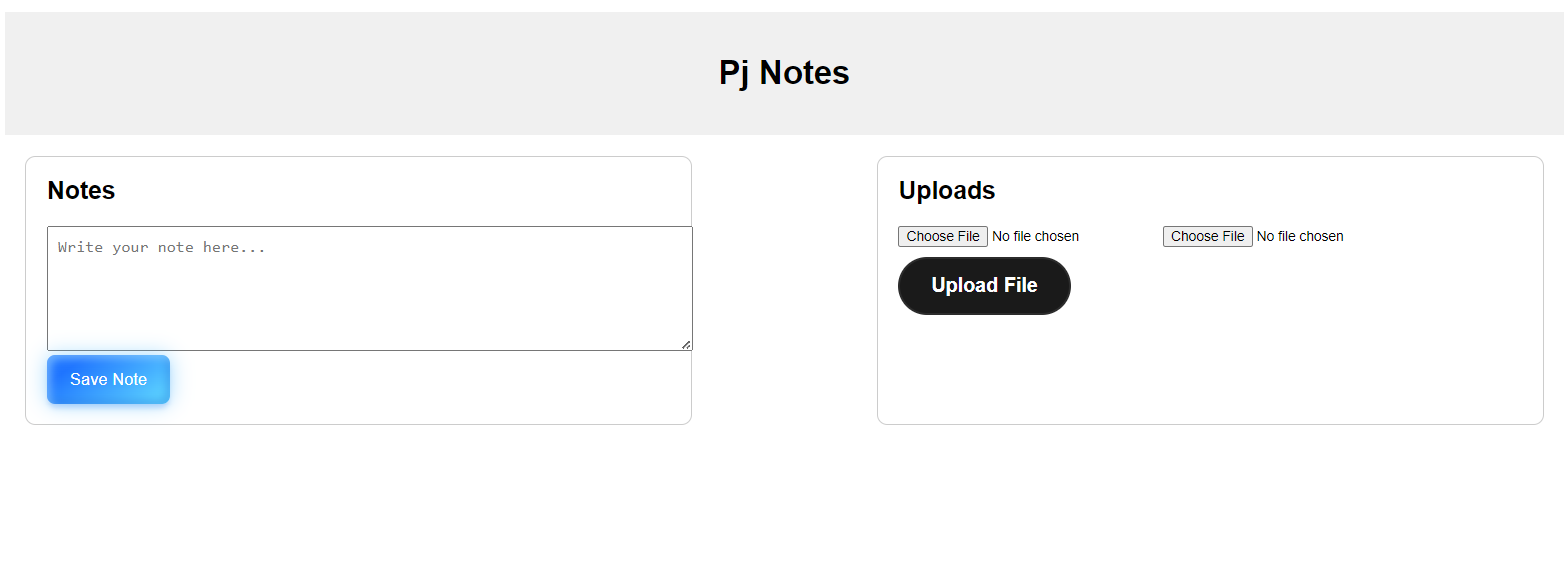 Pj Notes
Notes
Write your note here...
Save Note
Uploads
Choose File No file chosen
Choose File No file chosen
Upload File